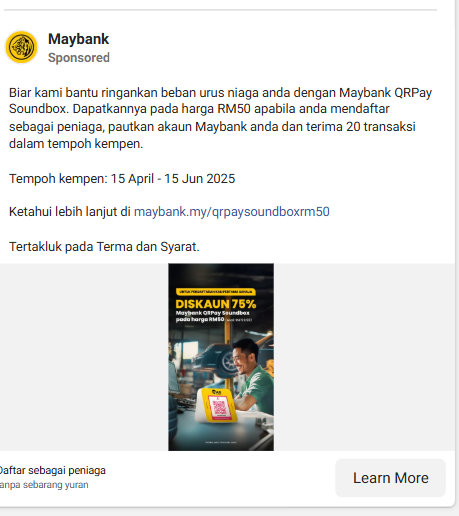 Maybank
Sponsored
Biar kami bantu ringankan beban urus niaga anda dengan Maybank QRPay
Soundbox. Dapatkannya pada harga RM50 apabila anda mendaftar
sebagai peniaga, pautkan akaun Maybank anda dan terima 20 transaksi
dalam tempoh kempen.
Tempoh kempen: 15 April - 15 Jun 2025
Ketahui lebih lanjut di maybank.my/qrpaysoundboxrm50
Tertakluk pada Terma dan Syarat.
DISKAUN 75%
Maybank QRPay Soundbox
pada harga RM50
Daftar sebagai peniaga
tanpa sebarang yuran
Learn More